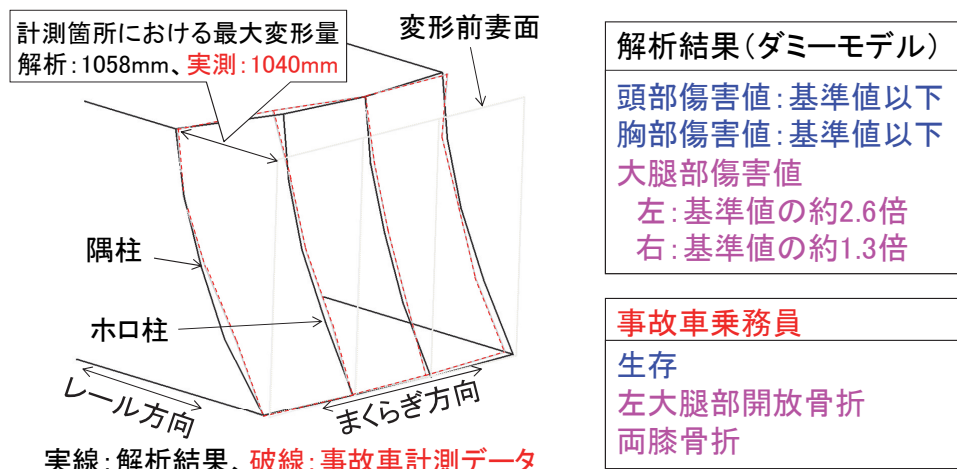 計測箇所における最大変形量
解析：1058mm、実測：1040mm
変形前妻面
隅柱
ホロ柱
レール方向
まくらぎ方向
実線：解析結果、破線：事故車計測データ
解析結果（ダミーモデル）
頭部傷害値：基準値以下
胸部傷害値：基準値以下
大腿部傷害値
左：基準値の約2.6倍
右：基準値の約1.3倍
事故車乗務員
生存
左大腿部開放骨折
両膝骨折